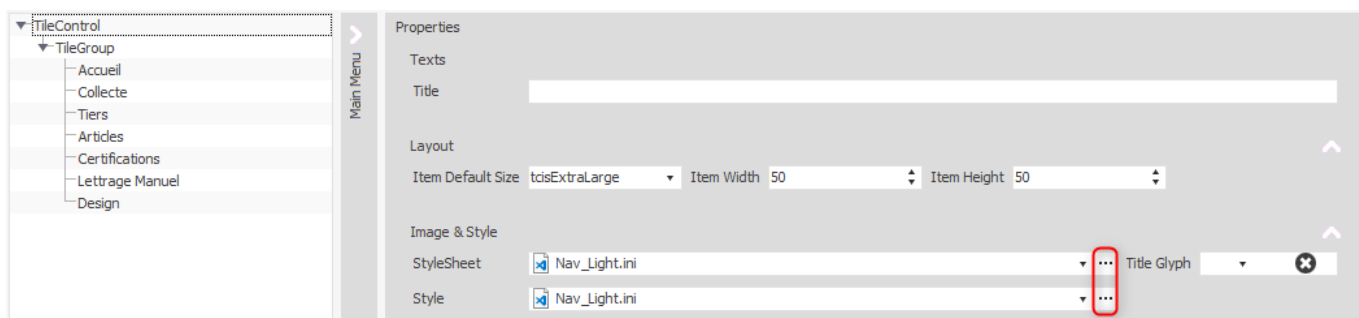 TileControl
TileGroup
Accueil
Collecte
Tiers
Articles
Certifications
Lettrage Manuel
Design
Main Menu
Properties
Texts
Title
Layout
Item Default Size tcisExtraLarge Item Width 50 Item Height 50
Image & Style
StyleSheet Nav_Light.ini ... Title Glyph
Style Nav_Light.ini ...